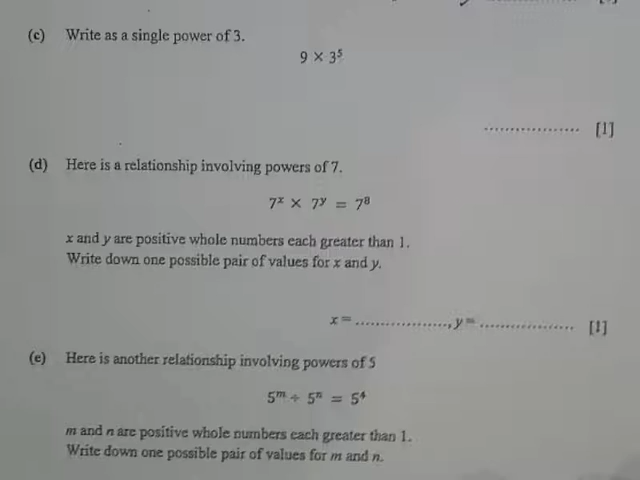 (c) Write as a single power of 3.
9 × 3⁵
.................. [1]
(d) Here is a relationship involving powers of 7.
7ˣ × 7ʸ = 7⁸
x and y are positive whole numbers each greater than 1.
Write down one possible pair of values for x and y.
x = .................., y = .................. [1]
(e) Here is another relationship involving powers of 5
5ᵐ ÷ 5ⁿ = 5⁴
m and n are positive whole numbers each greater than 1.
Write down one possible pair of values for m and n.